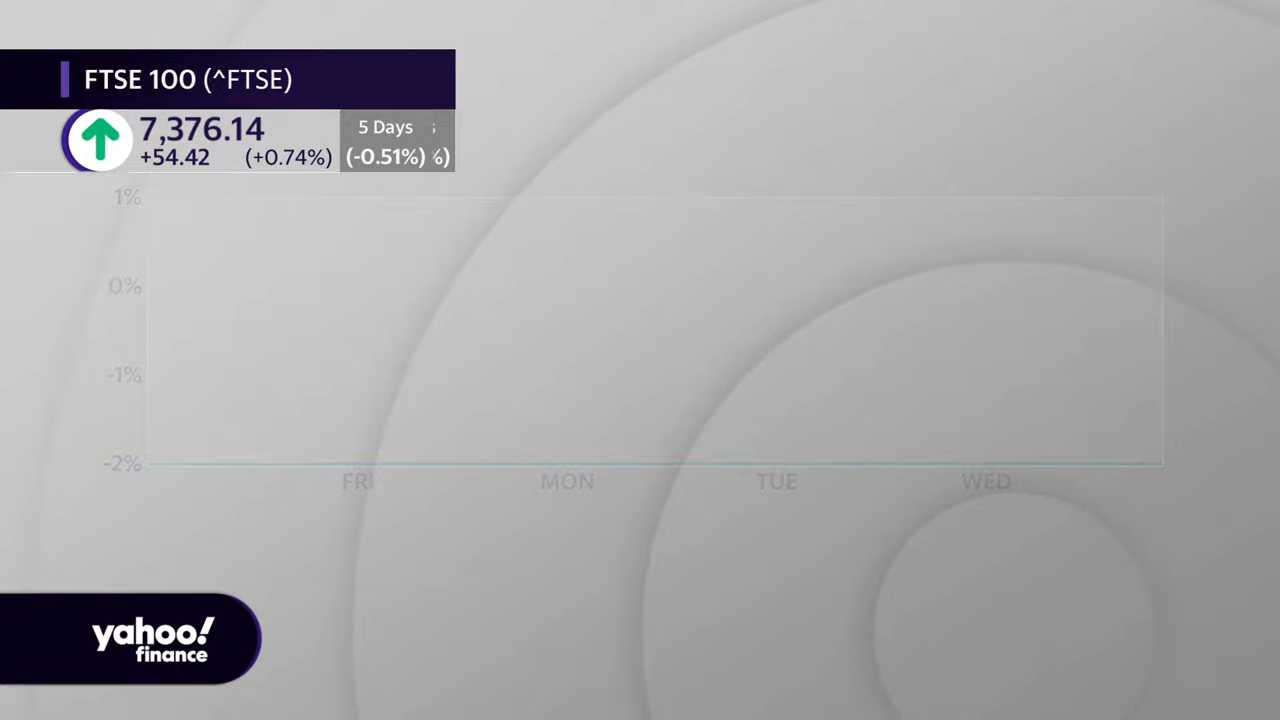 FTSE 100 (^FTSE)
7,376.14
+54.42 (+0.74%)
5 Days
(-0.51%) %)
1%
0%
-1%
-2%
FRI MON TUE WED
yahoo!
finance